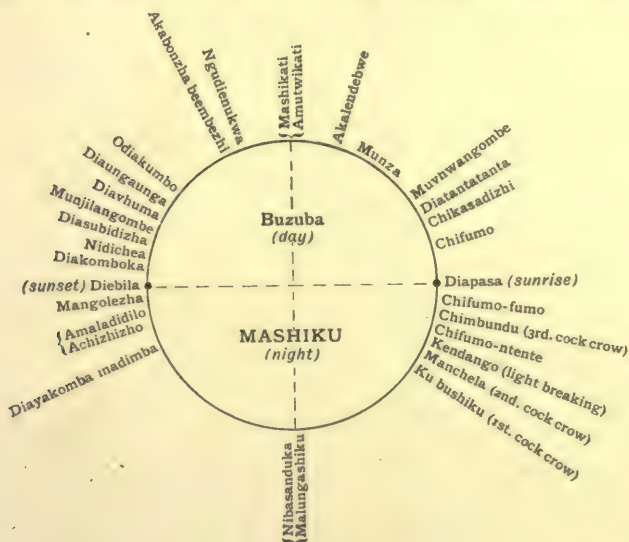 Akabonzha beembezhi
Ngudienukwa
Mashikati
Amutwikati
Akalendebwe
Munza
Muvhwangombe
Diatantatanta
Chikasadizhi
Chifumo
Odiakumbo
Diaungaunga
Diavhuma
Munjilangombe
Diasubidizha
Nidichea
Diakomboka
Buzuba
(day)
(sunset) Diebila
Diapasa (sunrise)
Mangolezha
Amaladidilo
Achizhizho
Diayakomba madimba
MASHIKU
(night)
Chifumo-fumo
Chimbundu (3rd. cock crow)
Chifumo-ntente
Kendango (light breaking)
Manchela (2nd. cock crow)
Ku bushiku (1st. cock crow)
Nibasanduka
Malungashiku